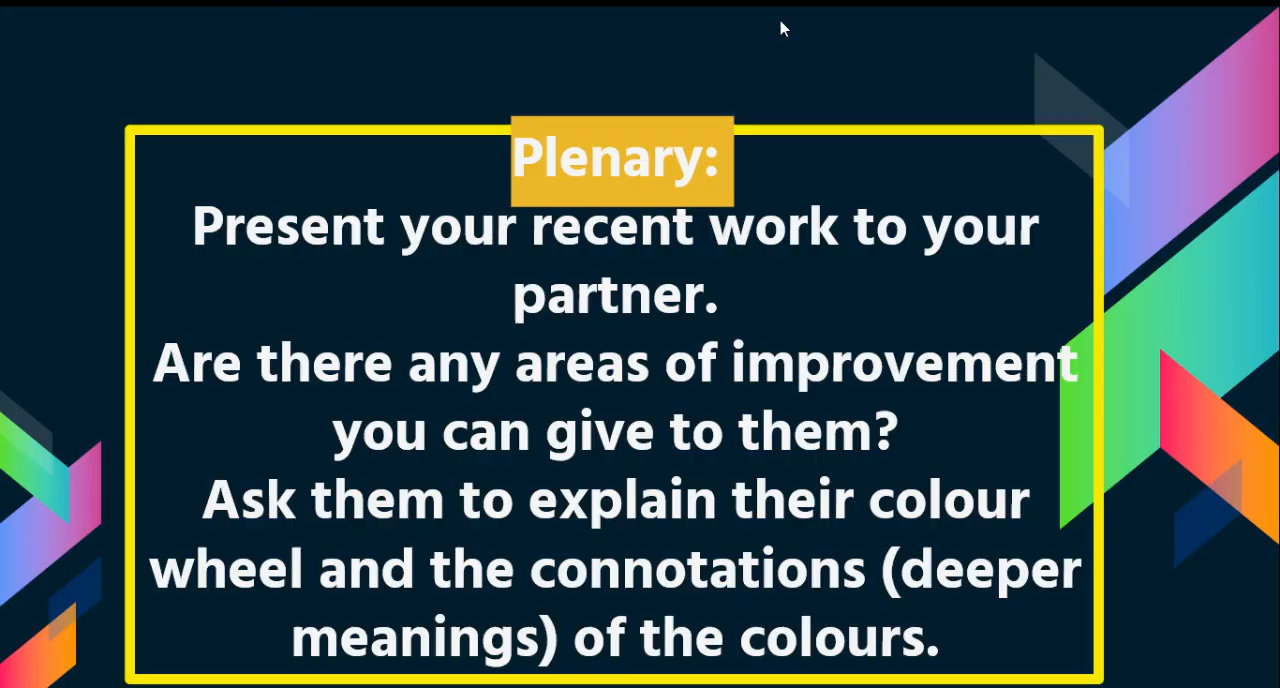 Plenary:
Present your recent work to your
partner.
Are there any areas of improvement
you can give to them?
Ask them to explain their colour
wheel and the connotations (deeper
meanings) of the colours.